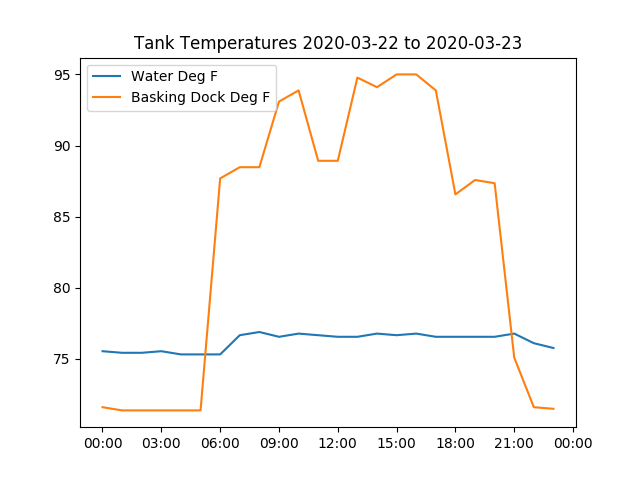 Tank Temperatures 2020-03-22 to 2020-03-23
Water Deg F
Basking Dock Deg F
95
90
85
80
75
00:00 03:00 06:00 09:00 12:00 15:00 18:00 21:00 00:00